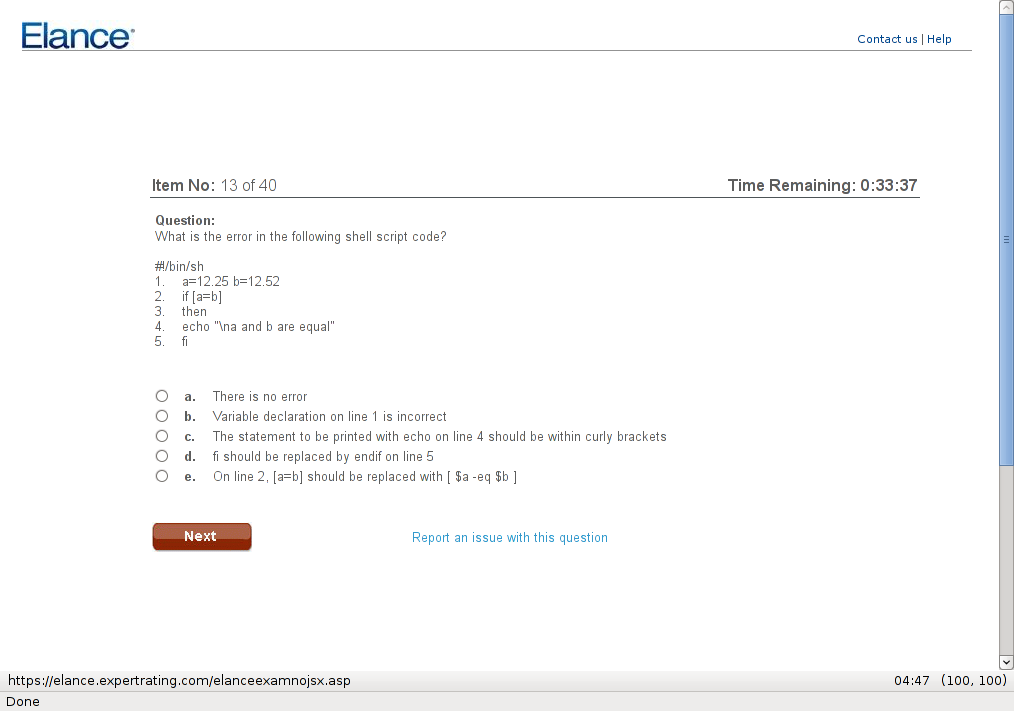 Elance
Contact us | Help
Item No: 13 of 40
Time Remaining: 0:33:37
Question:
What is the error in the following shell script code?
#!/bin/sh
1. a=12.25 b=12.52
2. if [a=b]
3. then
4. echo "\na and b are equal"
5. fi
a. There is no error
b. Variable declaration on line 1 is incorrect
c. The statement to be printed with echo on line 4 should be within curly brackets
d. fi should be replaced by endif on line 5
e. On line 2, [a=b] should be replaced with [ $a -eq $b ]
Next
Report an issue with this question
https://elance.expertrating.com/elanceexamnojsx.asp
04:47 (100, 100)
Done